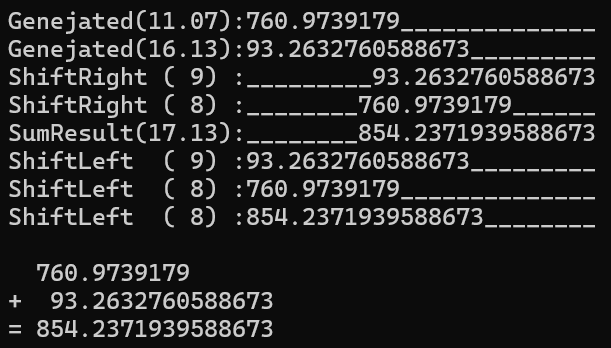 Genejated(11.07):760.9739179______________
Genejated(16.13):93.2632760588673_________
ShiftRight ( 9) :_________93.2632760588673
ShiftRight ( 8) :________760.9739179______
SumResult(17.13):________854.2371939588673
ShiftLeft  ( 9) :93.2632760588673_________
ShiftLeft  ( 8) :760.9739179______________
ShiftLeft  ( 8) :854.2371939588673________

  760.9739179
+  93.2632760588673
= 854.2371939588673